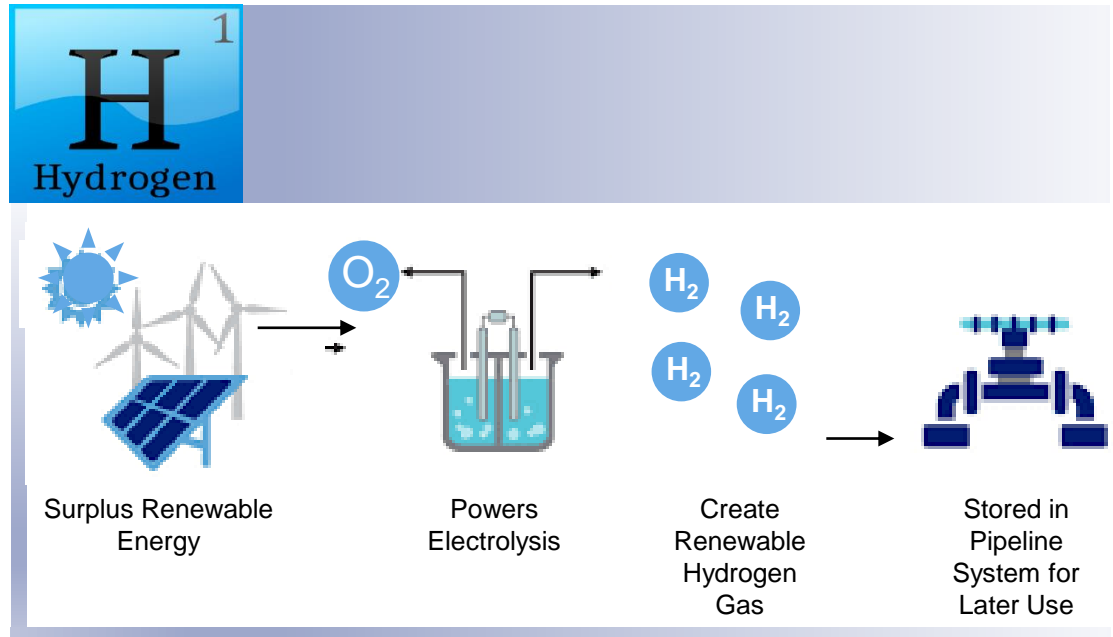 1
H
Hydrogen
O2
H2
H2
H2
H2
Surplus Renewable
Energy
Powers
Electrolysis
Create
Renewable
Hydrogen
Gas
Stored in
Pipeline
System for
Later Use